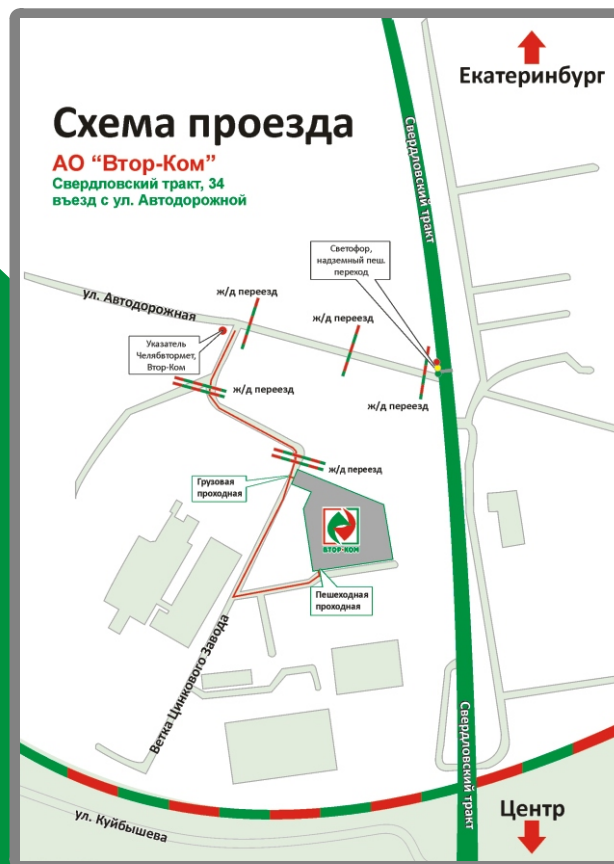 Екатеринбург
Схема проезда
АО “Втор-Ком”
Свердловский тракт, 34
въезд с ул. Автодорожной
Свердловский тракт
Светофор,
надземный пеш.
переход
ул. Автодорожная
ж/д переезд
ж/д переезд
Указатель
Челябвтормет,
Втор-Ком
ж/д переезд
ж/д переезд
ж/д переезд
Грузовая
проходная
ВТОР-КОМ
Пешеходная
проходная
Ветка Цинкового Завода
Свердловский тракт
Центр
ул. Куйбышева